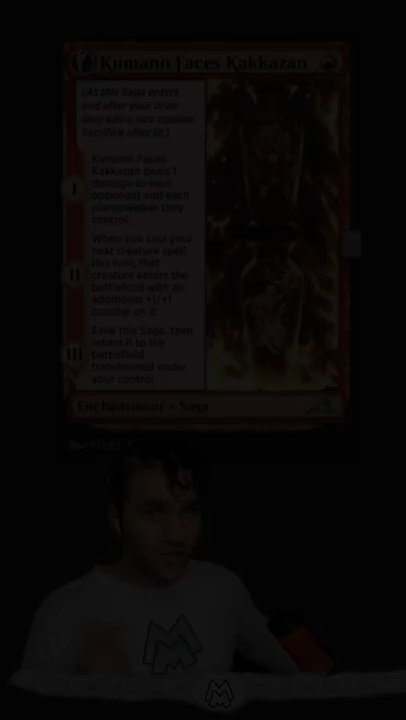 Kumano Faces Kakkazan
(As this Saga enters
and after your draw
step add a lore counter.
Sacrifice after III.)
I
Kumano Faces
Kakkazan deals 1
damage to each
opponent and each
planeswalker they
control.
II
When you cast your
next creature spell
this turn, that
creature enters the
battlefield with an
additional +1/+1
counter on it.
III
Exile this Saga, then
return it to the
battlefield
transformed under
your control.
Enchantment – Saga